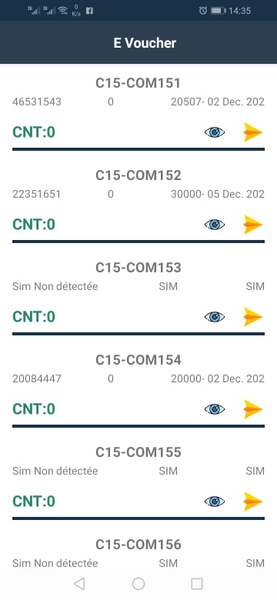 0
K/s
14:35
E Voucher
C15-COM151
46531543 0 20507- 02 Dec. 202
CNT:0
C15-COM152
22351651 0 30000- 05 Dec. 202
CNT:0
C15-COM153
Sim Non détectée SIM SIM
CNT:0
C15-COM154
20084447 0 20000- 02 Dec. 202
CNT:0
C15-COM155
Sim Non détectée SIM SIM
CNT:0
C15-COM156
Sim Non détectée SIM SIM